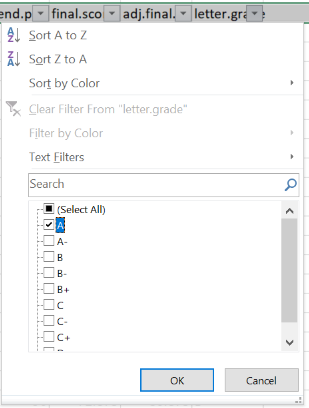 end.p final.sco adj.final. letter.grade
Sort A to Z
Sort Z to A
Sort by Color
Clear Filter From "letter.grade"
Filter by Color
Text Filters
Search
(Select All)
A
A-
B
B-
B+
C
C-
C+
OK Cancel